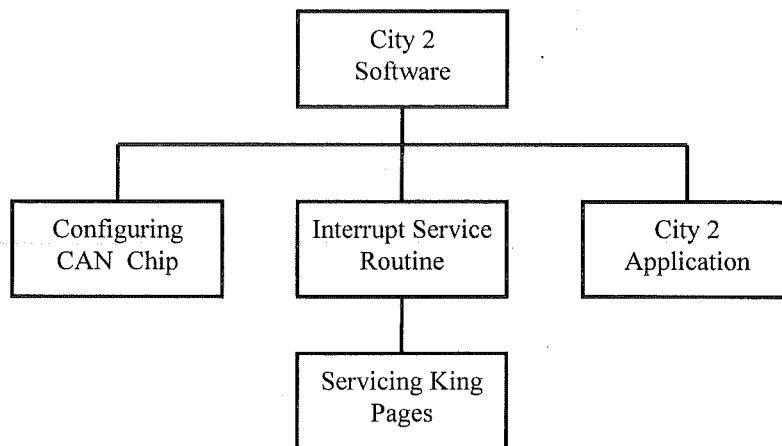 City 2
Software
Configuring
CAN Chip
Interrupt Service
Routine
City 2
Application
Servicing King
Pages